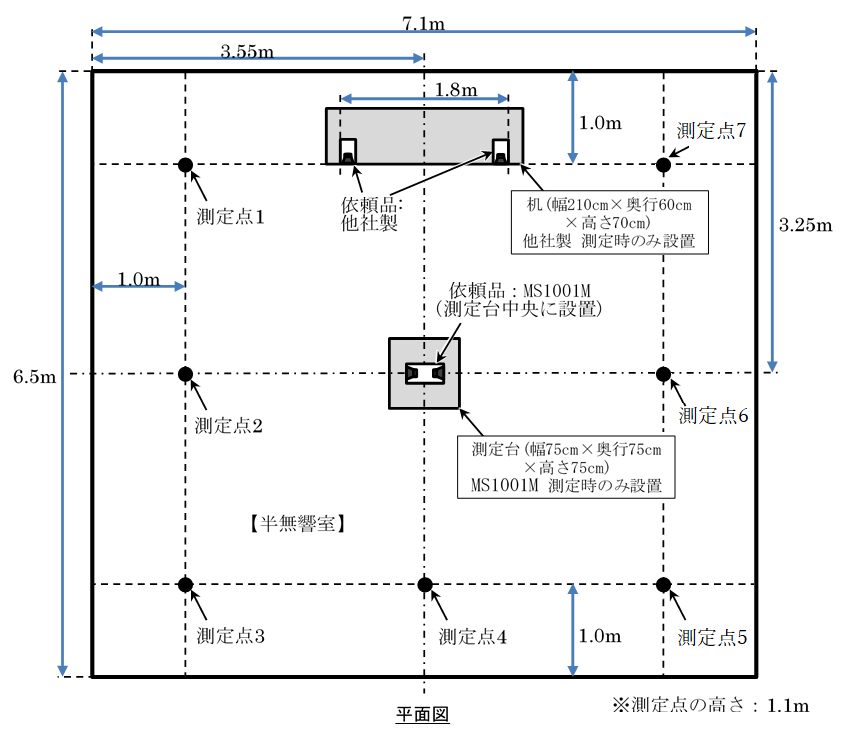 7.1m
3.55m
1.8m
1.0m
測定点7
測定点1
依頼品:
他社製
机(幅210cm×奥行60cm
×高さ70cm)
他社製 測定時のみ設置
3.25m
1.0m
依頼品：MS1001M
(測定台中央に設置)
6.5m
測定点2
測定点6
測定台(幅75cm×奥行75cm
×高さ75cm)
MS1001M 測定時のみ設置
【半無響室】
測定点3
測定点4
1.0m
測定点5
平面図
※測定点の高さ：1.1m